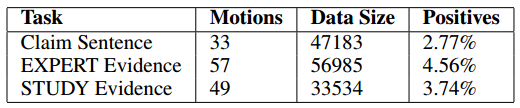 Task Motions Data Size Positives
Claim Sentence 33 47183 2.77%
EXPERT Evidence 57 56985 4.56%
STUDY Evidence 49 33534 3.74%